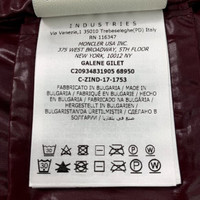 INDUSTRIES
Via Venezia,1 35010 Trebaseleghe(PD) Italy
RN 116347
MONCLER USA INC.
375 WEST BROADWAY, 5TH FLOOR
NEW YORK, 10012 NY
GALENE GILET
C20934831905 68950
C-ZIND-17-1753
FABBRICATO IN BULGARIA / MADE IN
BULGARIA / FABRIQUÉ EN BULGARIE /
HECHO EN BULGARIA / FABRICADO NA
BULGÁRIA / HERGESTELLT IN BULGARIEN /